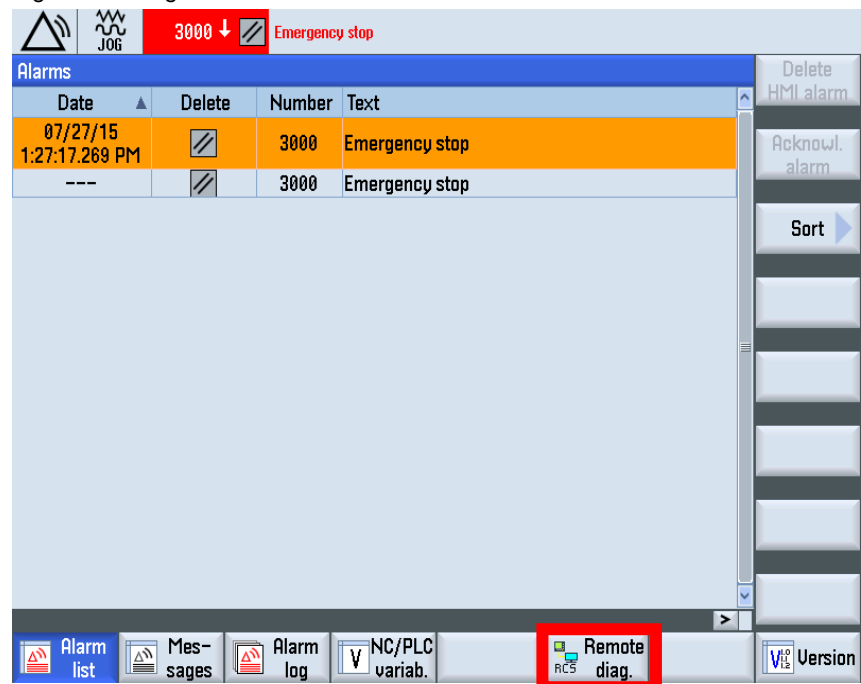 JOG
3000 ↓ Emergency stop
Alarms
Date ▲ Delete Number Text
07/27/15
1:27:17.269 PM
3000 Emergency stop
--- 3000 Emergency stop
Delete
HMI alarm
Acknowl.
alarm
Sort
>
Alarm
list
Mes-
sages
Alarm
log
V NC/PLC
variab.
RCS Remote
diag.
Version